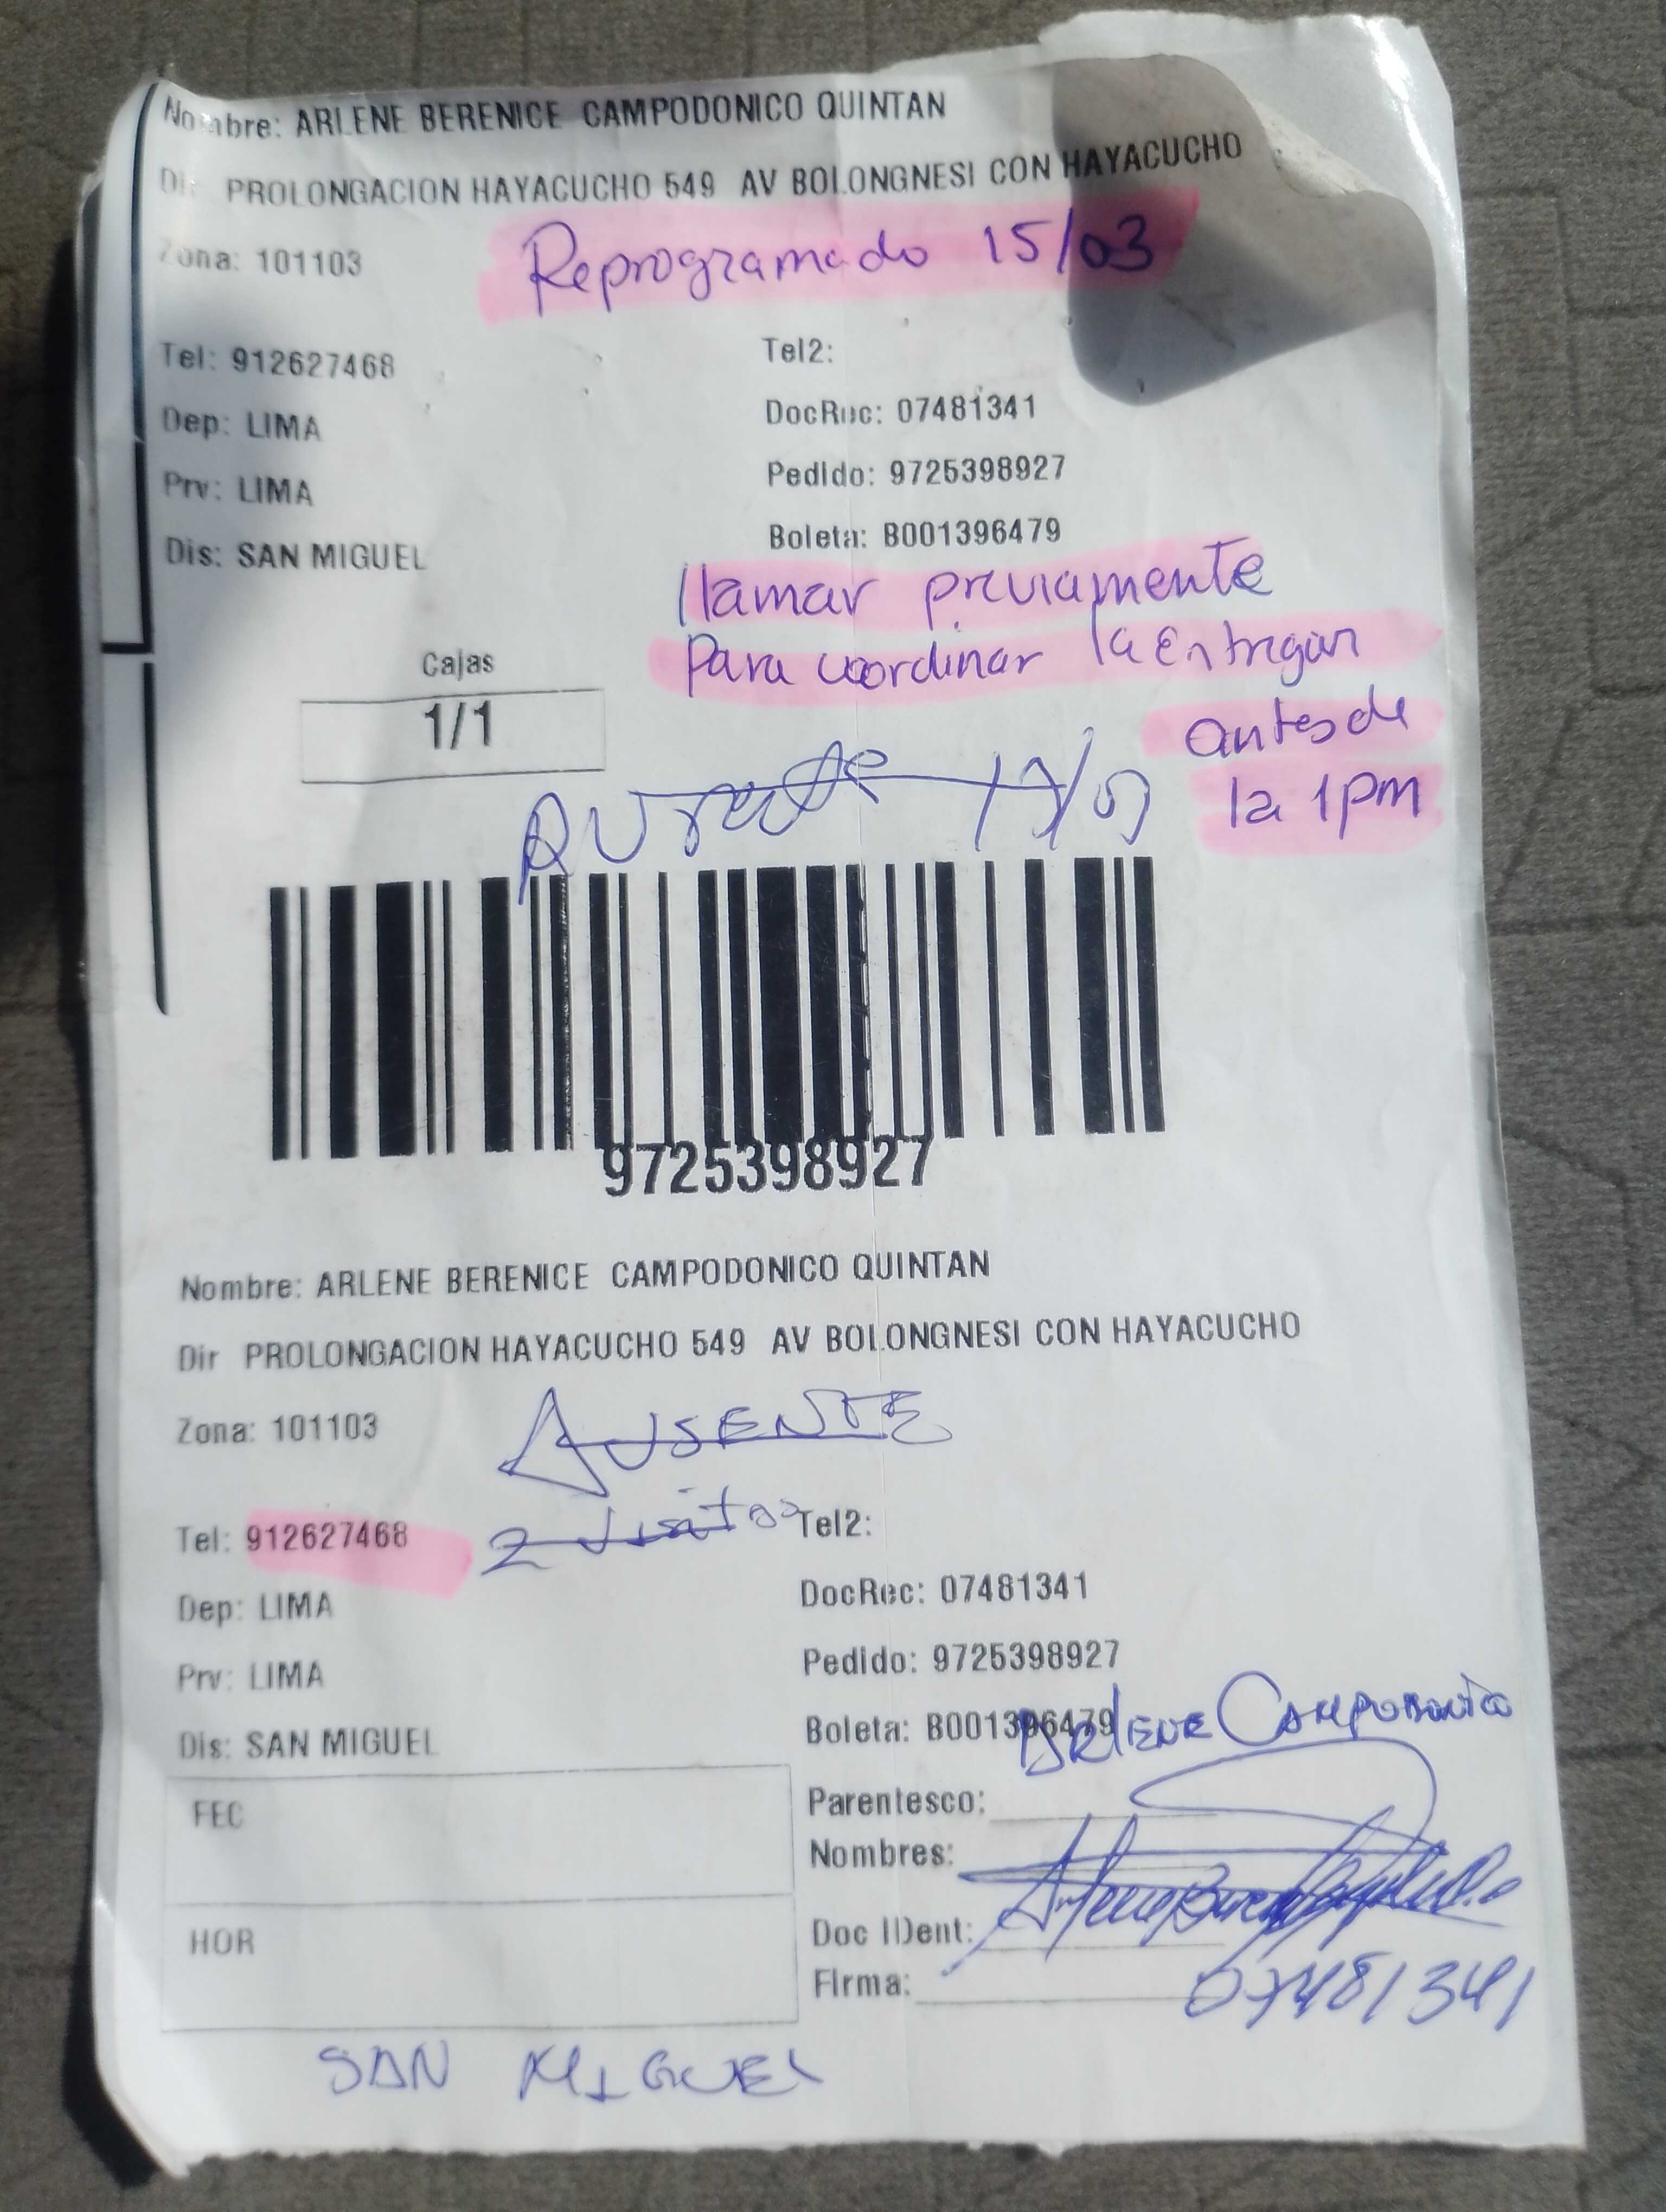 Nombre: ARLENE BERENICE CAMPODONICO QUINTAN
Dir PROLONGACION HAYACUCHO 549 AV BOLONGNESI CON HAYACUCHO
Zona: 101103
Reprogramado 15/03
Tel: 912627468
Tel2:
Dep: LIMA
DocRec: 07481341
Prv: LIMA
Pedido: 9725398927
Dis: SAN MIGUEL
Boleta: B001396479
llamar previamente
Para coordinar la Entregar
antes de
la 1pm
Cajas
1/1
9725398927
Nombre: ARLENE BERENICE CAMPODONICO QUINTAN
Dir PROLONGACION HAYACUCHO 549 AV BOLONGNESI CON HAYACUCHO
Zona: 101103
AUSENTE
2 visitas
Tel: 912627468
Tel2:
Dep: LIMA
DocRec: 07481341
Prv: LIMA
Pedido: 9725398927
Dis: SAN MIGUEL
Boleta: B001396479
ARlENE CAMPODONICO
FEC
Parentesco:
Nombres:
HOR
Doc IDent:
Firma:
07481341
SAN MIGUEL